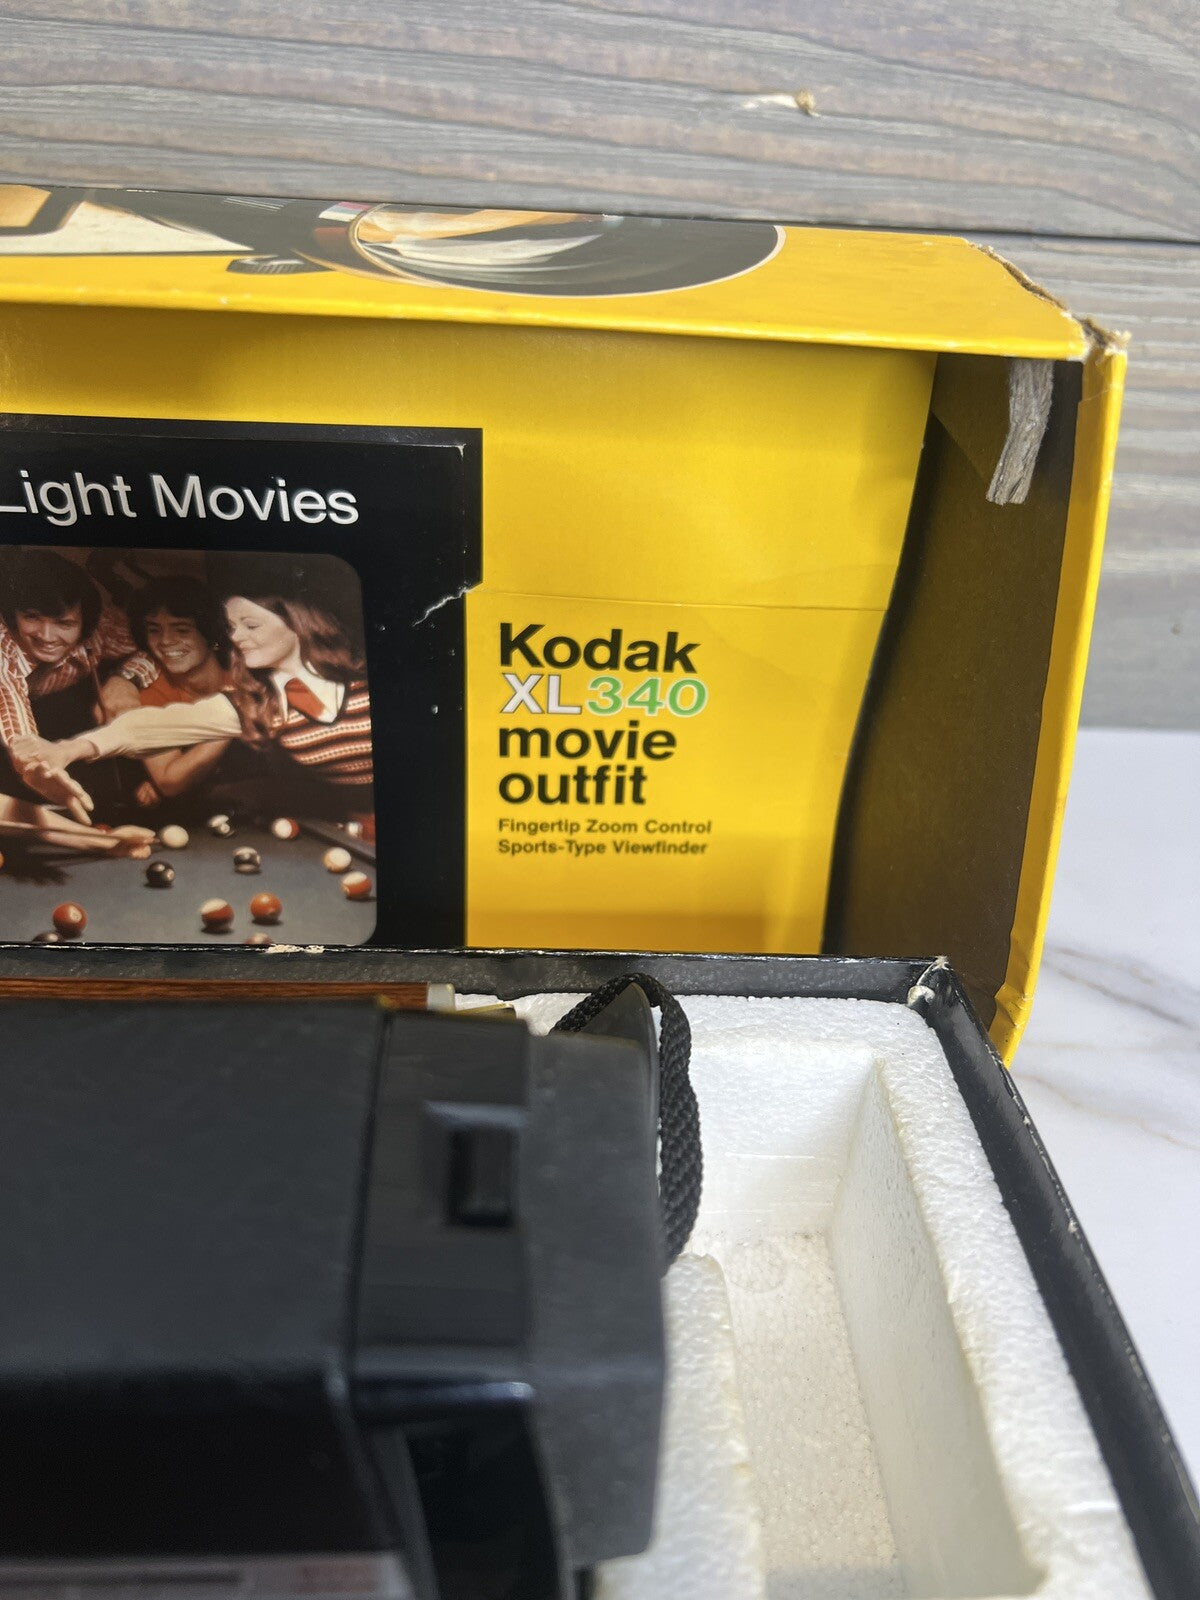 Light Movies
Kodak
XL340
movie
outfit
Fingertip Zoom Control
Sports-Type Viewfinder